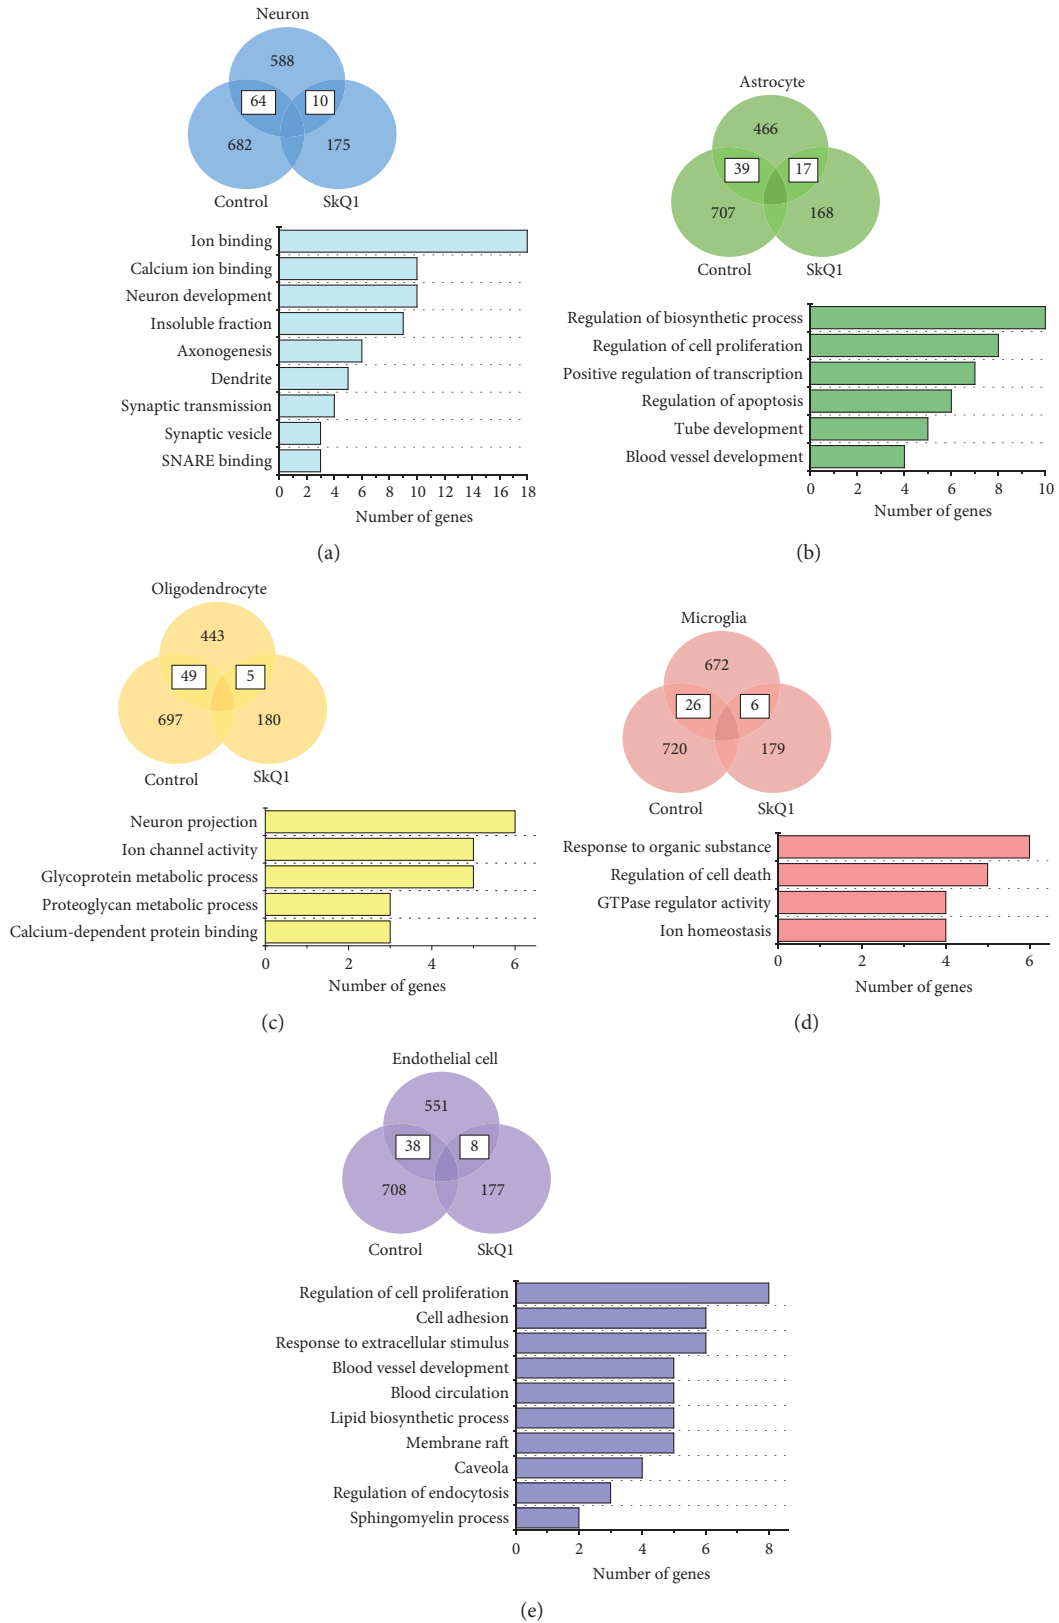 Neuron
588
64
10
682
175
Control
SkQ1
Ion binding
Calcium ion binding
Neuron development
Insoluble fraction
Axonogenesis
Dendrite
Synaptic transmission
Synaptic vesicle
SNARE binding
0 2 4 6 8 10 12 14 16 18
Number of genes
(a)
Astrocyte
466
39
17
707
168
Control
SkQ1
Regulation of biosynthetic process
Regulation of cell proliferation
Positive regulation of transcription
Regulation of apoptosis
Tube development
Blood vessel development
0 2 4 6 8 10
Number of genes
(b)
Oligodendrocyte
443
49
5
697
180
Control
SkQ1
Neuron projection
Ion channel activity
Glycoprotein metabolic process
Proteoglycan metabolic process
Calcium-dependent protein binding
0 2 4 6
Number of genes
(c)
Microglia
672
26
6
720
179
Control
SkQ1
Response to organic substance
Regulation of cell death
GTPase regulator activity
Ion homeostasis
0 2 4 6
Number of genes
(d)
Endothelial cell
551
38
8
708
177
Control
SkQ1
Regulation of cell proliferation
Cell adhesion
Response to extracellular stimulus
Blood vessel development
Blood circulation
Lipid biosynthetic process
Membrane raft
Caveola
Regulation of endocytosis
Sphingomyelin process
0 2 4 6 8
Number of genes
(e)